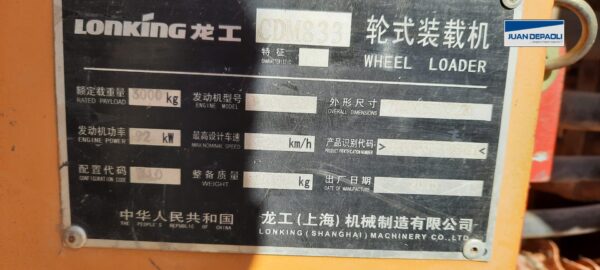 LONKING 龙工 CDM833 轮式装载机
特征
CHARACTERISTIC
WHEEL LOADER
额定载重量 3000 kg 发动机型号 外形尺寸
RATED PAYLOAD ENGINE MODEL OVERALL DIMENSIONS
发动机功率 92 kW 最高设计车速 km/h 产品识别代码: > <
ENGINE POWER MAX.NOMINAL SPEED PRODUCT IDENTIFICATION NUMBER
配置代码 整备质量 kg 出厂日期
CONFIGURATION CODE WEIGHT DATE OF MANUFACTURE
中华人民共和国 龙工(上海)机械制造有限公司
THE PEOPLE'S REPUBLIC OF CHINA LONKING (SHANGHAI) MACHINERY CO.,LTD.
JUAN DEPAOLI